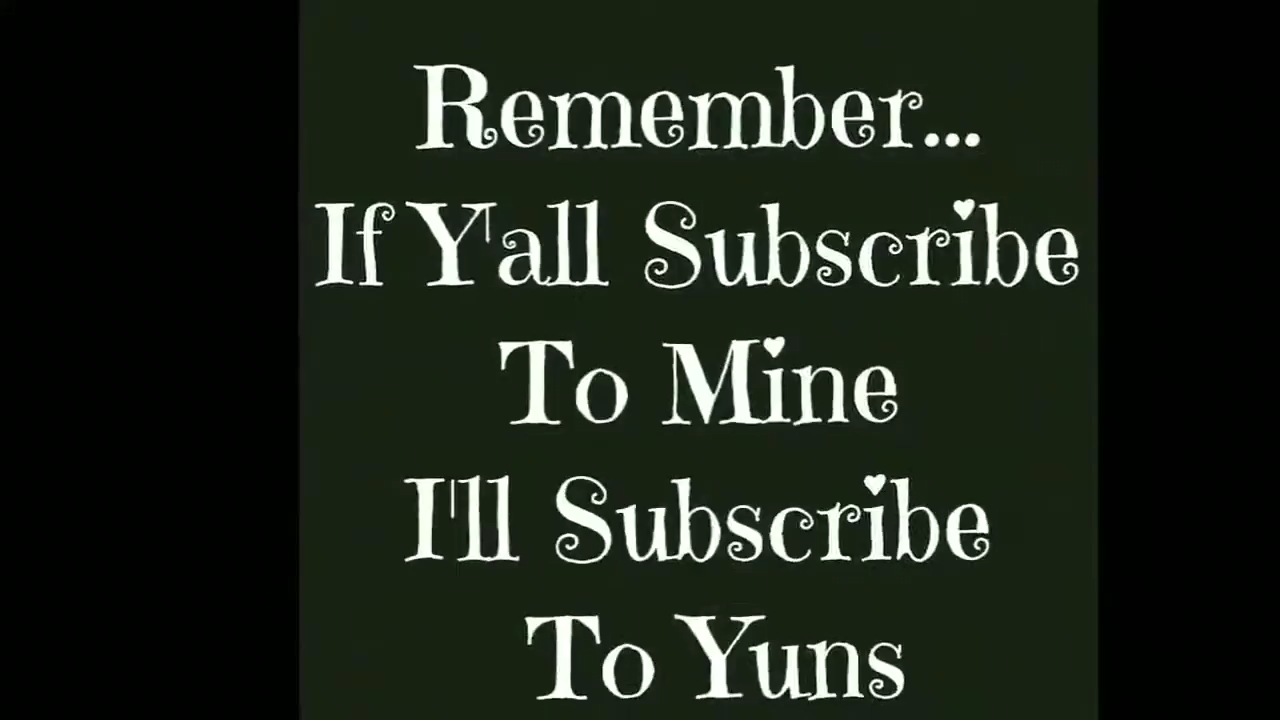 Remember...
If Y'all Subscribe
To Mine
I'll Subscribe
To Yuns